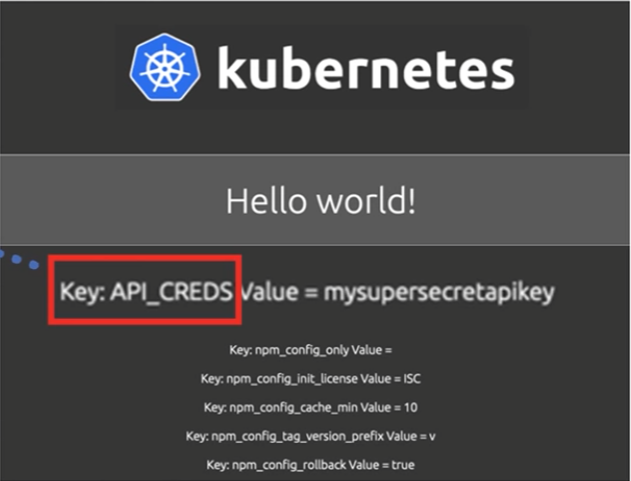 kubernetes
Hello world!
Key: API_CREDS Value = mysupersecretapikey
Key: npm_config_only Value =
Key: npm_config_init_license Value = ISC
Key: npm_config_cache_min Value = 10
Key: npm_config_tag_version_prefix Value = v
Key: npm_config_rollback Value = true